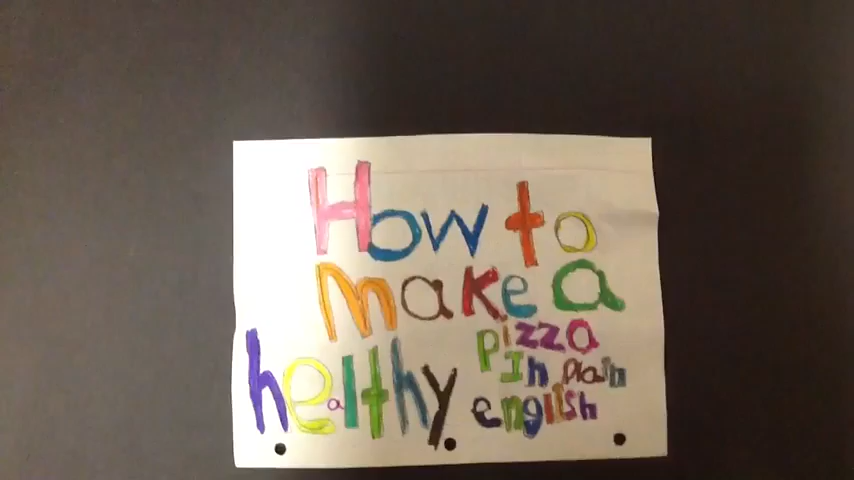 How to
make a
healthy pizza
In plain
english